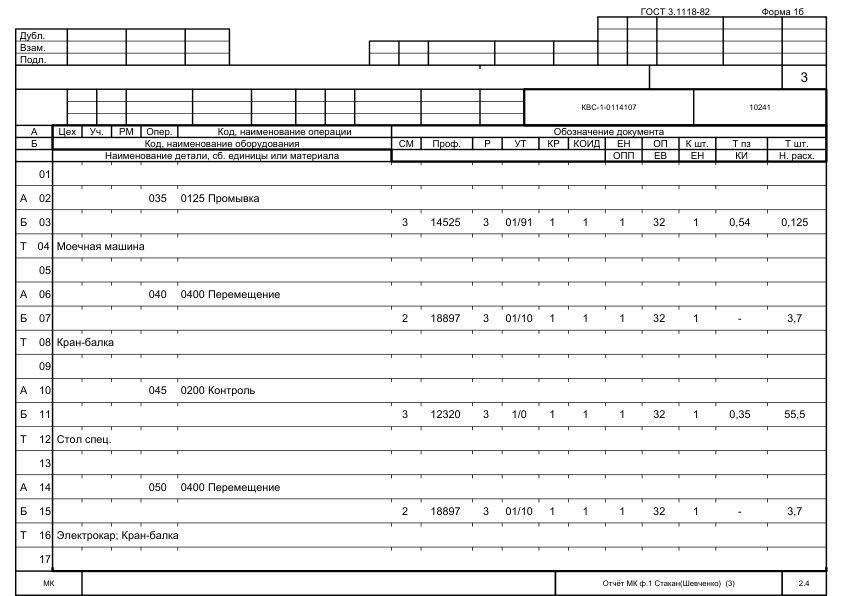 ГОСТ 3.1118-82 Форма 1б
Дубл.
Взам.
Подл.
3
КВС-1-0114107 10241
А Цех Уч. РМ Опер. Код, наименование операции Обозначение документа
Б Код, наименование оборудования СМ Проф. Р УТ КР КОИД ЕН ОП К шт. Т пз Т шт.
Наименование детали, сб. единицы или материала ОПП ЕВ ЕН КИ Н. расх.
01
А 02 035 0125 Промывка
Б 03 3 14525 3 01/91 1 1 1 32 1 0,54 0,125
Т 04 Моечная машина
05
А 06 040 0400 Перемещение
Б 07 2 18897 3 01/10 1 1 1 32 1 - 3,7
Т 08 Кран-балка
09
А 10 045 0200 Контроль
Б 11 3 12320 3 1/0 1 1 1 32 1 0,35 55,5
Т 12 Стол спец.
13
А 14 050 0400 Перемещение
Б 15 2 18897 3 01/10 1 1 1 32 1 - 3,7
Т 16 Электрокар; Кран-балка
17
МК Отчёт МК ф.1 Стакан(Шевченко) (3) 2.4